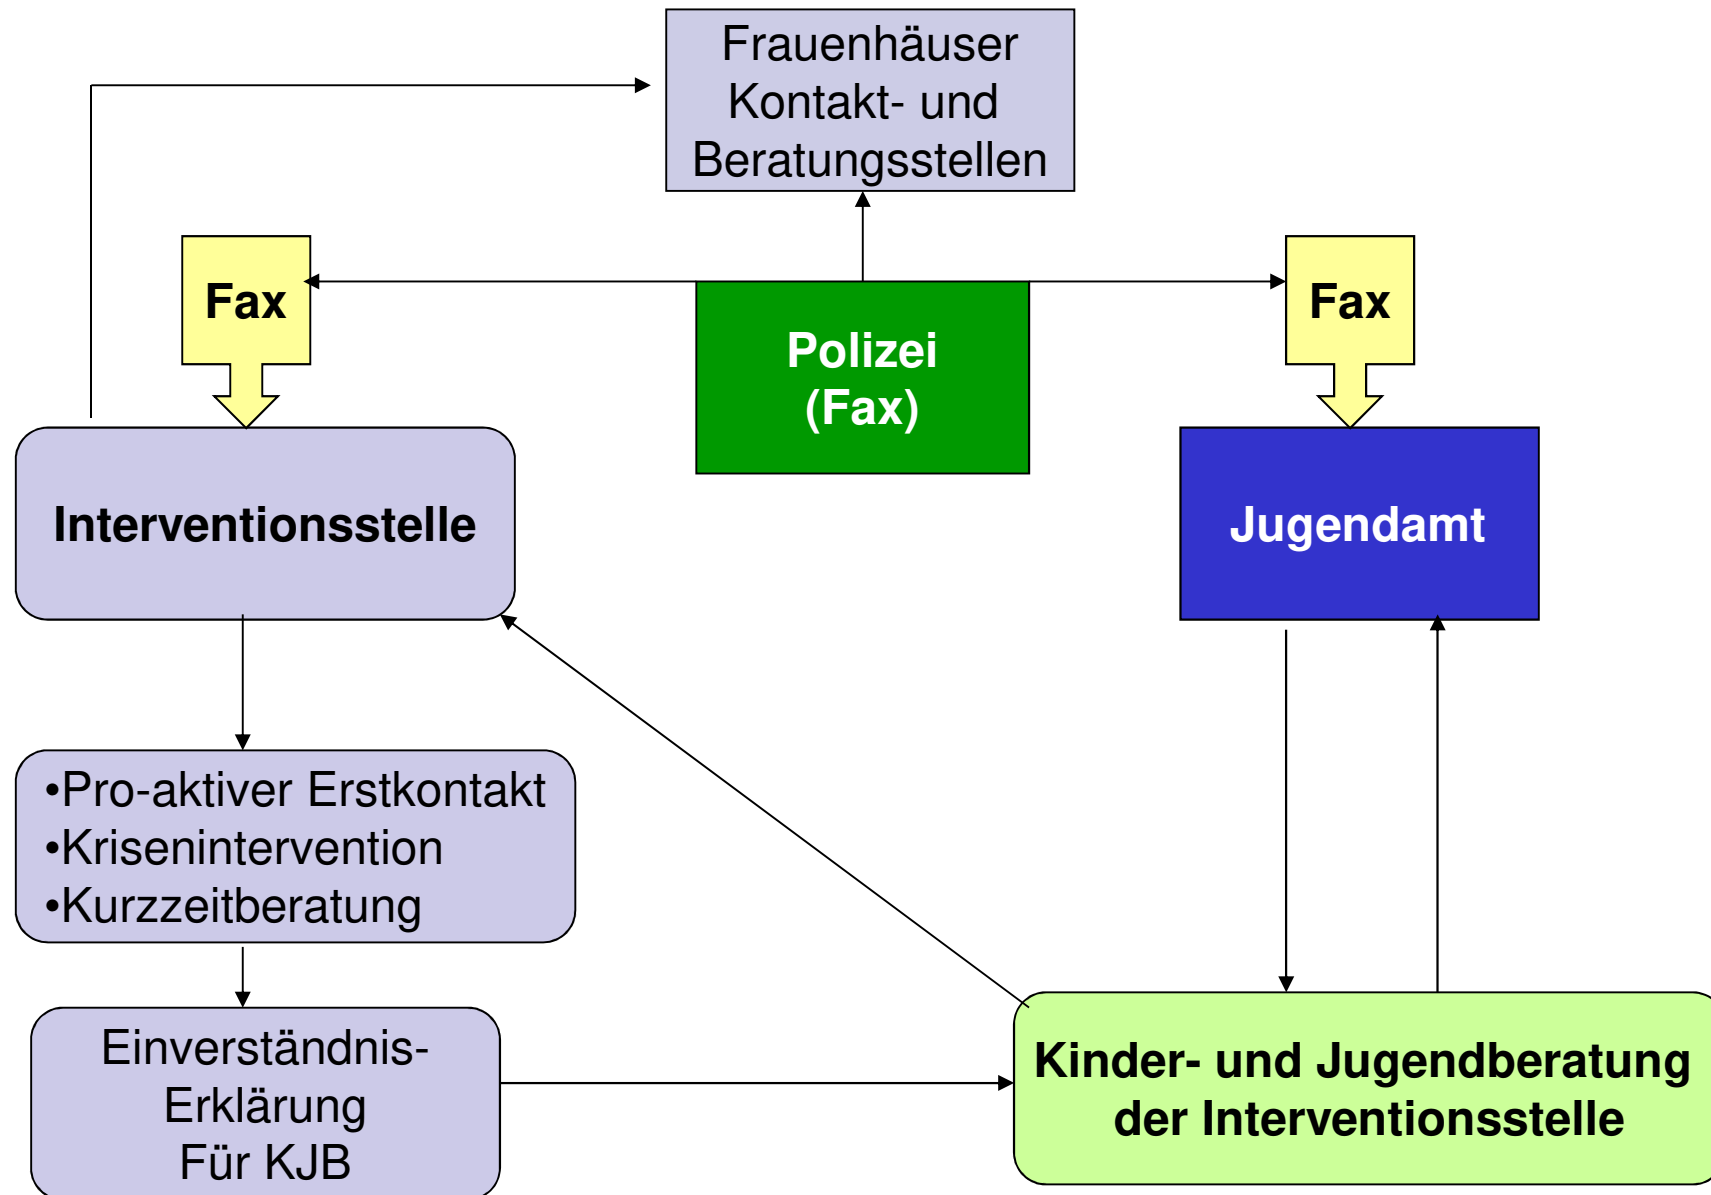 Frauenhäuser
Kontakt- und
Beratungsstellen
Fax
Polizei
(Fax)
Fax
Interventionsstelle
Jugendamt
•Pro-aktiver Erstkontakt
•Krisenintervention
•Kurzzeitberatung
Einverständnis-
Erklärung
Für KJB
Kinder- und Jugendberatung
der Interventionsstelle